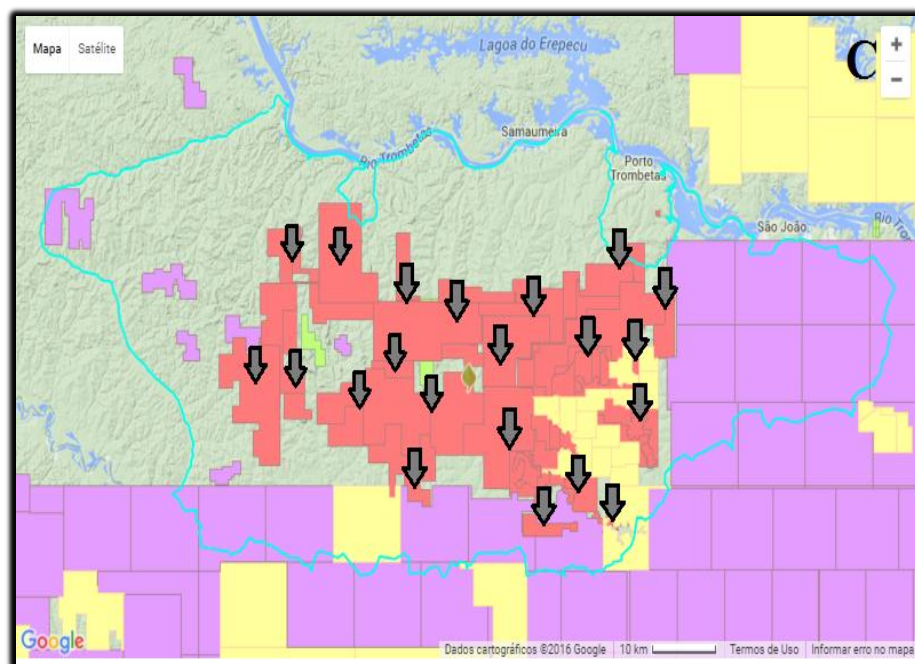 Mapa Satélite
Lagoa do Erepecu
C
+
−
Rio Trombetas
Samaumeira
Porto
Trombetas
São João
Rio T
Google
Dados cartográficos ©2016 Google 10 km Termos de Uso Informar erro no mapa